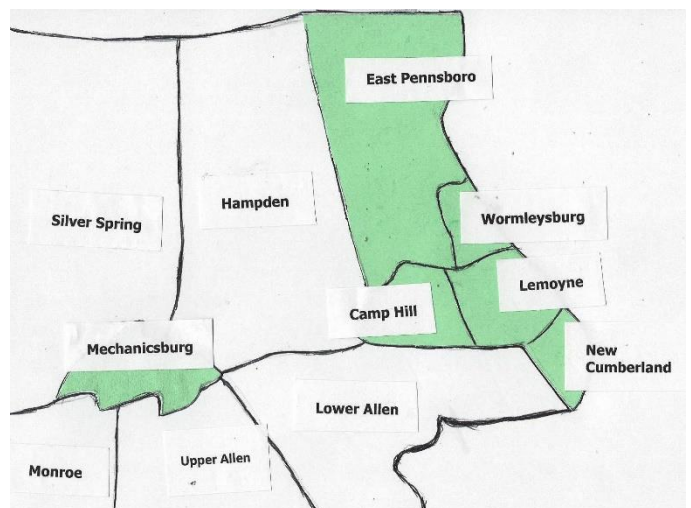 East Pennsboro
Hampden
Silver Spring
Wormleysburg
Lemoyne
Camp Hill
Mechanicsburg
New
Cumberland
Lower Allen
Upper Allen
Monroe